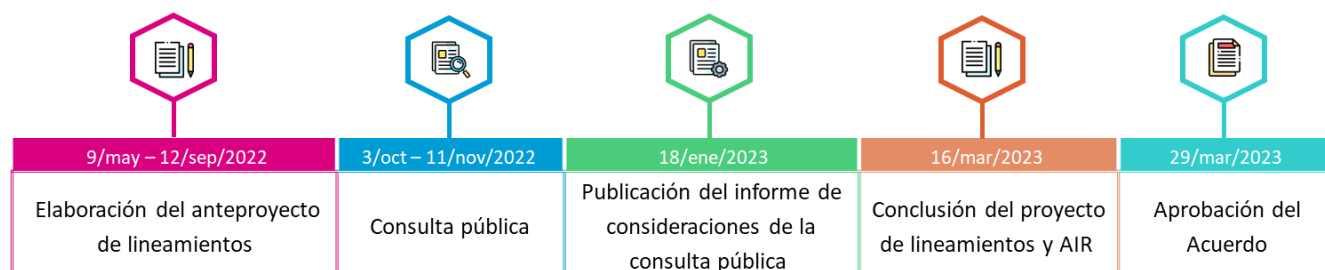 9/may – 12/sep/2022
Elaboración del anteproyecto
de lineamientos
3/oct – 11/nov/2022
Consulta pública
18/ene/2023
Publicación del informe de
consideraciones de la
consulta pública
16/mar/2023
Conclusión del proyecto
de lineamientos y AIR
29/mar/2023
Aprobación del
Acuerdo